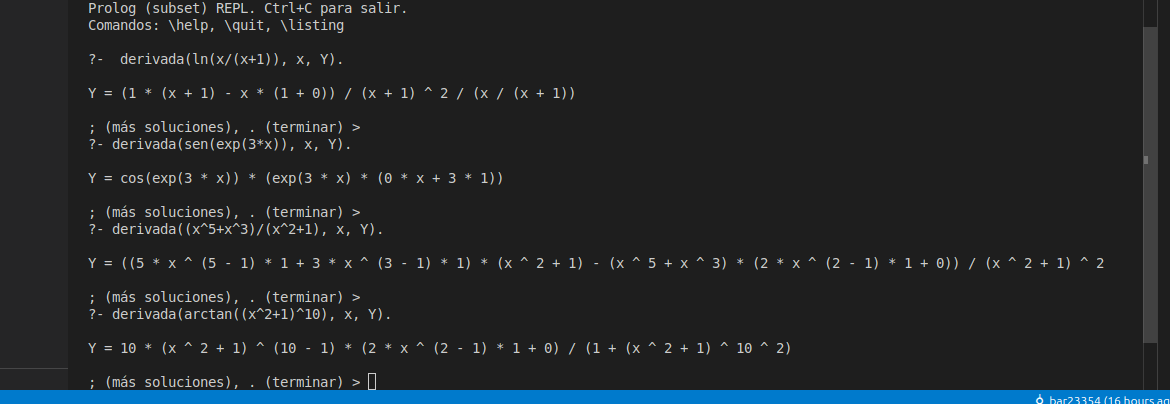 Prolog (subset) REPL. Ctrl+C para salir.
Comandos: \help, \quit, \listing
?-  derivada(ln(x/(x+1)), x, Y).
Y = (1 * (x + 1) - x * (1 + 0)) / (x + 1) ^ 2 / (x / (x + 1))
; (más soluciones), . (terminar) >
?- derivada(sen(exp(3*x)), x, Y).
Y = cos(exp(3 * x)) * (exp(3 * x) * (0 * x + 3 * 1))
; (más soluciones), . (terminar) >
?- derivada((x^5+x^3)/(x^2+1), x, Y).
Y = ((5 * x ^ (5 - 1) * 1 + 3 * x ^ (3 - 1) * 1) * (x ^ 2 + 1) - (x ^ 5 + x ^ 3) * (2 * x ^ (2 - 1) * 1 + 0)) / (x ^ 2 + 1) ^ 2
; (más soluciones), . (terminar) >
?- derivada(arctan((x^2+1)^10), x, Y).
Y = 10 * (x ^ 2 + 1) ^ (10 - 1) * (2 * x ^ (2 - 1) * 1 + 0) / (1 + (x ^ 2 + 1) ^ 10 ^ 2)
; (más soluciones), . (terminar) >
bar23354 (16 hours ag